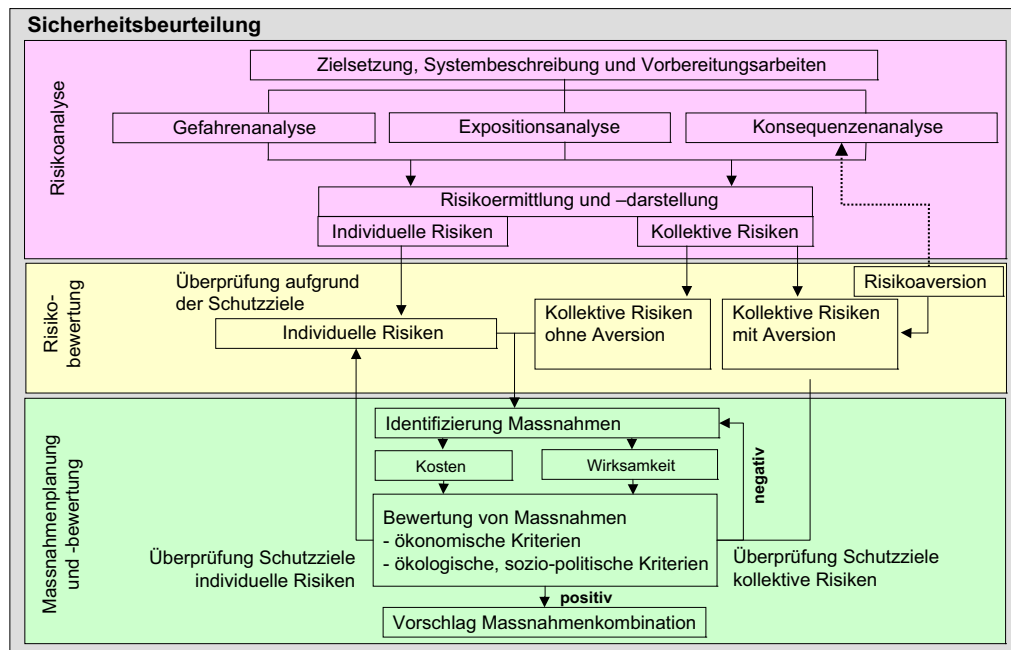 Sicherheitsbeurteilung
Risikoanalyse
Zielsetzung, Systembeschreibung und Vorbereitungsarbeiten
Gefahrenanalyse
Expositionsanalyse
Konsequenzenanalyse
Risikoermittlung und –darstellung
Individuelle Risiken
Kollektive Risiken
Risiko-
bewertung
Überprüfung aufgrund
der Schutzziele
Individuelle Risiken
Kollektive Risiken
ohne Aversion
Kollektive Risiken
mit Aversion
Risikoaversion
Massnahmenplanung
und -bewertung
Identifizierung Massnahmen
Kosten
Wirksamkeit
negativ
Bewertung von Massnahmen
- ökonomische Kriterien
- ökologische, sozio-politische Kriterien
Überprüfung Schutzziele
individuelle Risiken
Überprüfung Schutzziele
kollektive Risiken
positiv
Vorschlag Massnahmenkombination